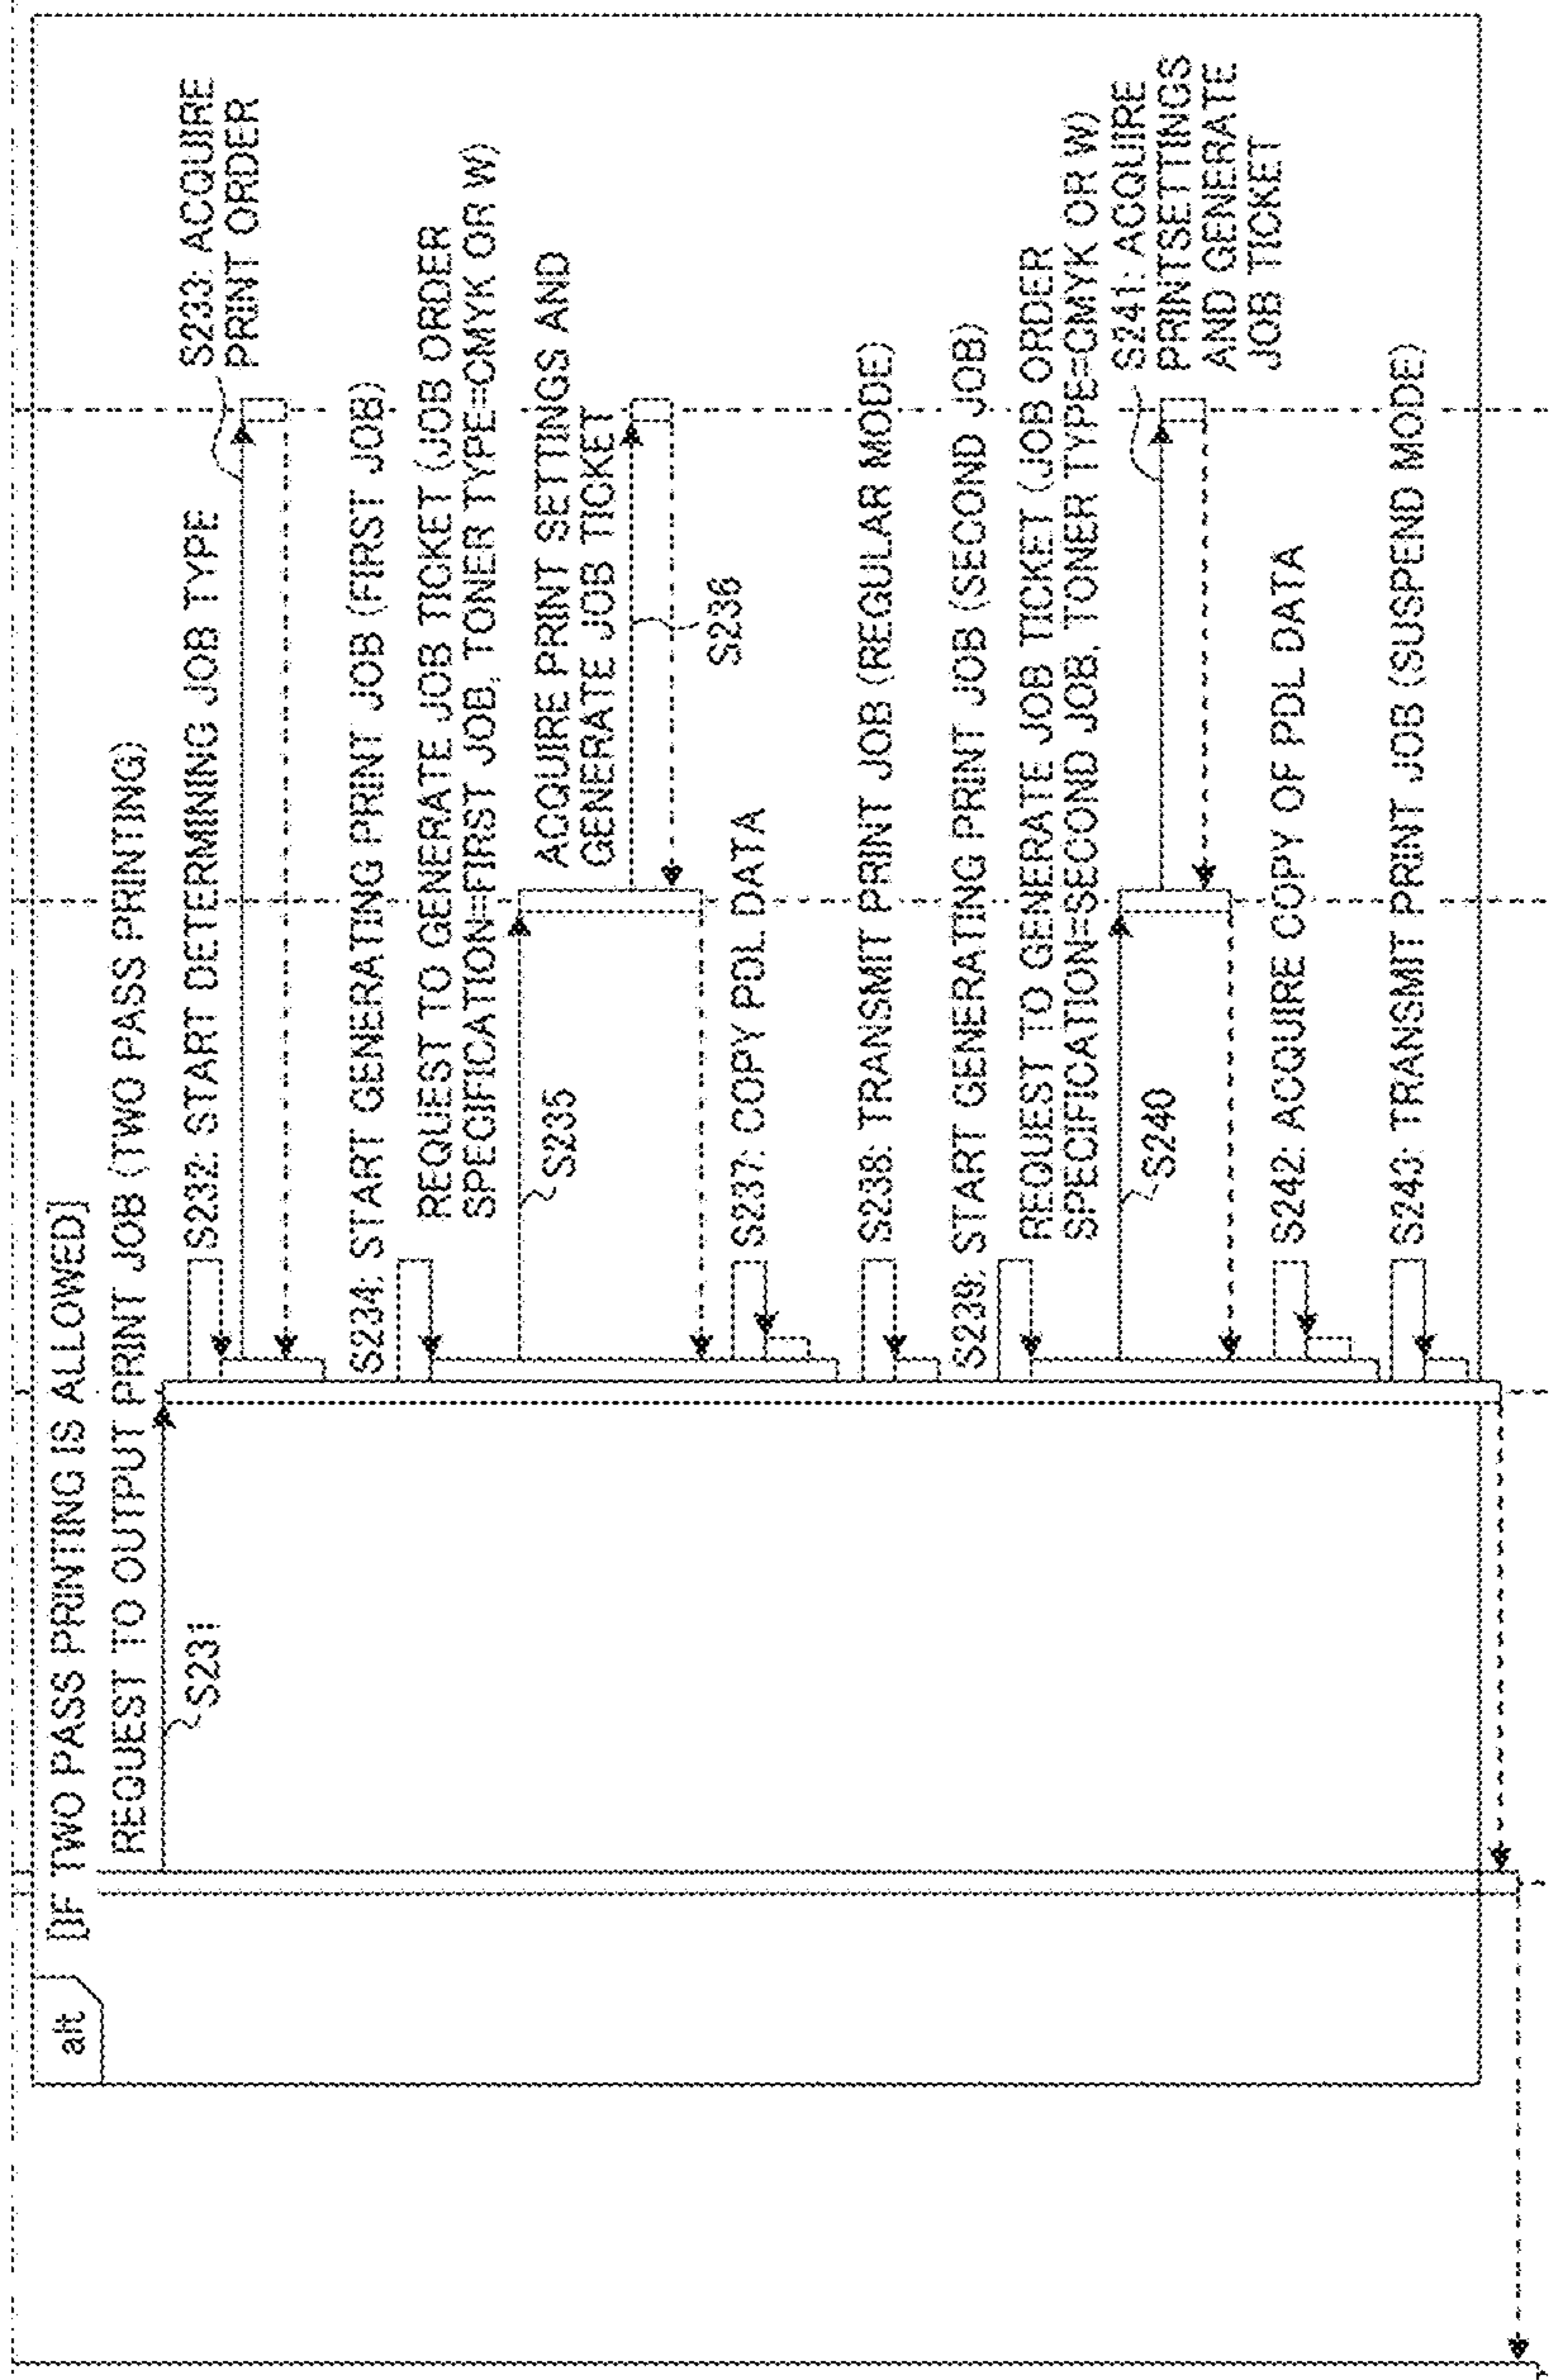 alt
[IF TWO PASS PRINTING IS ALLOWED]
REQUEST TO OUTPUT PRINT JOB (TWO PASS PRINTING)
S231
S232: START DETERMINING JOB TYPE
S233: ACQUIRE
PRINT ORDER
S234: START GENERATING PRINT JOB (FIRST JOB)
REQUEST TO GENERATE JOB TICKET (JOB ORDER
SPECIFICATION=FIRST JOB, TONER TYPE=CMYK OR W)
S235
ACQUIRE PRINT SETTINGS AND
GENERATE JOB TICKET
S236
S237: COPY PDL DATA
S238: TRANSMIT PRINT JOB (REGULAR MODE)
S239: START GENERATING PRINT JOB (SECOND JOB)
REQUEST TO GENERATE JOB TICKET (JOB ORDER
SPECIFICATION=SECOND JOB, TONER TYPE=CMYK OR W)
S240
S241: ACQUIRE
PRINTSETTINGS
AND GENERATE
JOB TICKET
S242: ACQUIRE COPY OF PDL DATA
S243: TRANSMIT PRINT JOB (SUSPEND MODE)